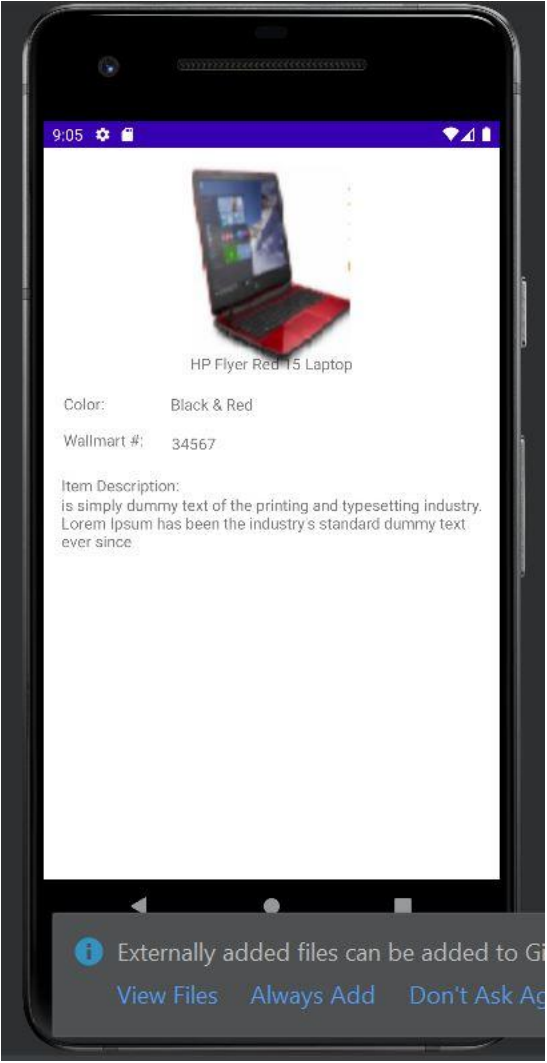 9:05
HP Flyer Red 15 Laptop
Color: Black & Red
Wallmart #: 34567
Item Description:
is simply dummy text of the printing and typesetting industry.
Lorem Ipsum has been the industry's standard dummy text
ever since
Externally added files can be added to Gi
View Files Always Add Don't Ask Ag